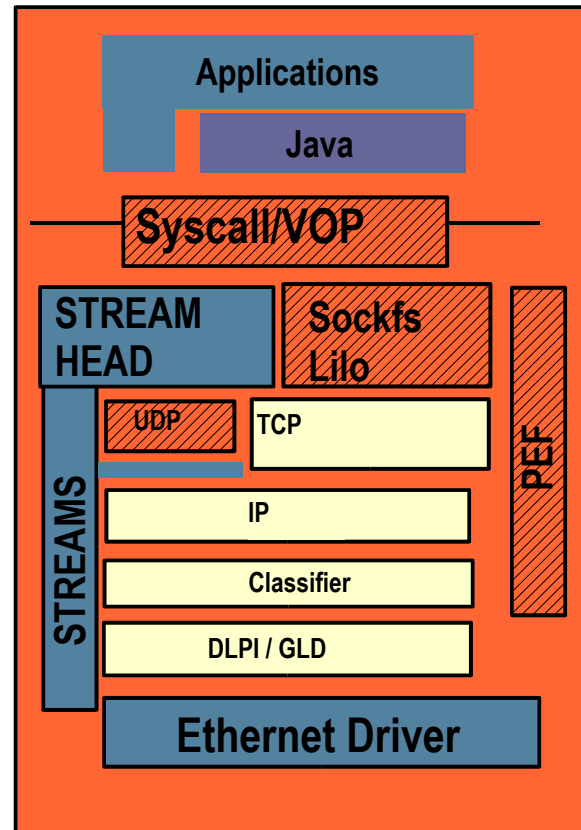 Applications
Java
Syscall/VOP
STREAM
HEAD
Sockfs
Lilo
PEF
UDP
TCP
STREAMS
IP
Classifier
DLPI / GLD
Ethernet Driver